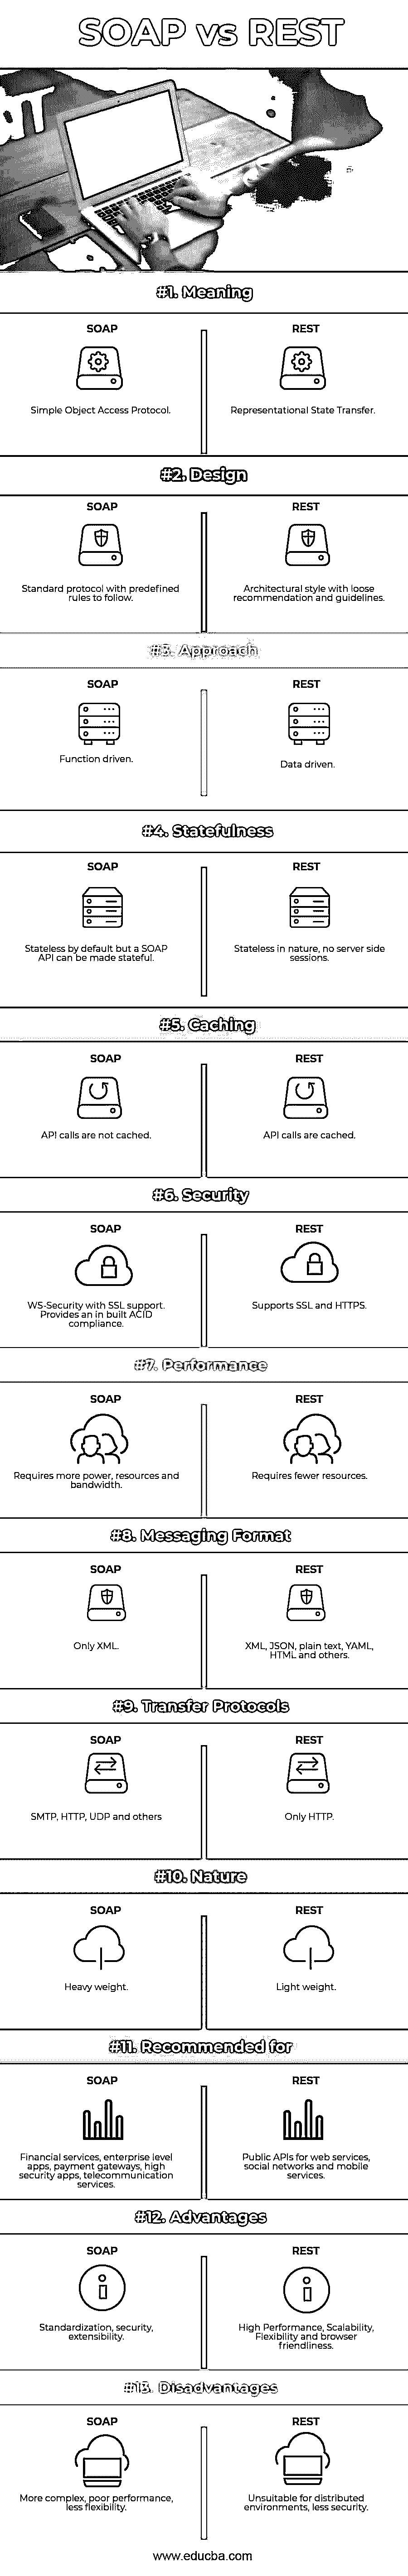 SOAP vs REST
#1. Meaning
SOAP
REST
Simple Object Access Protocol.
Representational State Transfer.
#2. Design
SOAP
REST
Standard protocol with predefined
rules to follow.
Architectural style with loose
recommendation and guidelines.
#3. Approach
SOAP
REST
Function driven.
Data driven.
#4. Statefulness
SOAP
REST
Stateless by default but a SOAP
API can be made stateful.
Stateless in nature, no server side
sessions.
#5. Caching
SOAP
REST
API calls are not cached.
API calls are cached.
#6. Security
SOAP
REST
WS-Security with SSL support.
Provides an in built ACID
compliance.
Supports SSL and HTTPS.
#7. Performance
SOAP
REST
Requires more power, resources and
bandwidth.
Requires fewer resources.
#8. Messaging Format
SOAP
REST
Only XML.
XML, JSON, plain text, YAML,
HTML and others.
#9. Transfer Protocols
SOAP
REST
SMTP, HTTP, UDP and others
Only HTTP.
#10. Nature
SOAP
REST
Heavy weight.
Light weight.
#11. Recommended for
SOAP
REST
Financial services, enterprise level
apps, payment gateways, high
security apps, telecommunication
services.
Public APIs for web services,
social networks and mobile
services.
#12. Advantages
SOAP
REST
Standardization, security,
extensibility.
High Performance, Scalability,
Flexibility and browser
friendliness.
#13. Disadvantages
SOAP
REST
More complex, poor performance,
less flexibility.
Unsuitable for distributed
environments, less security.
www.educba.com